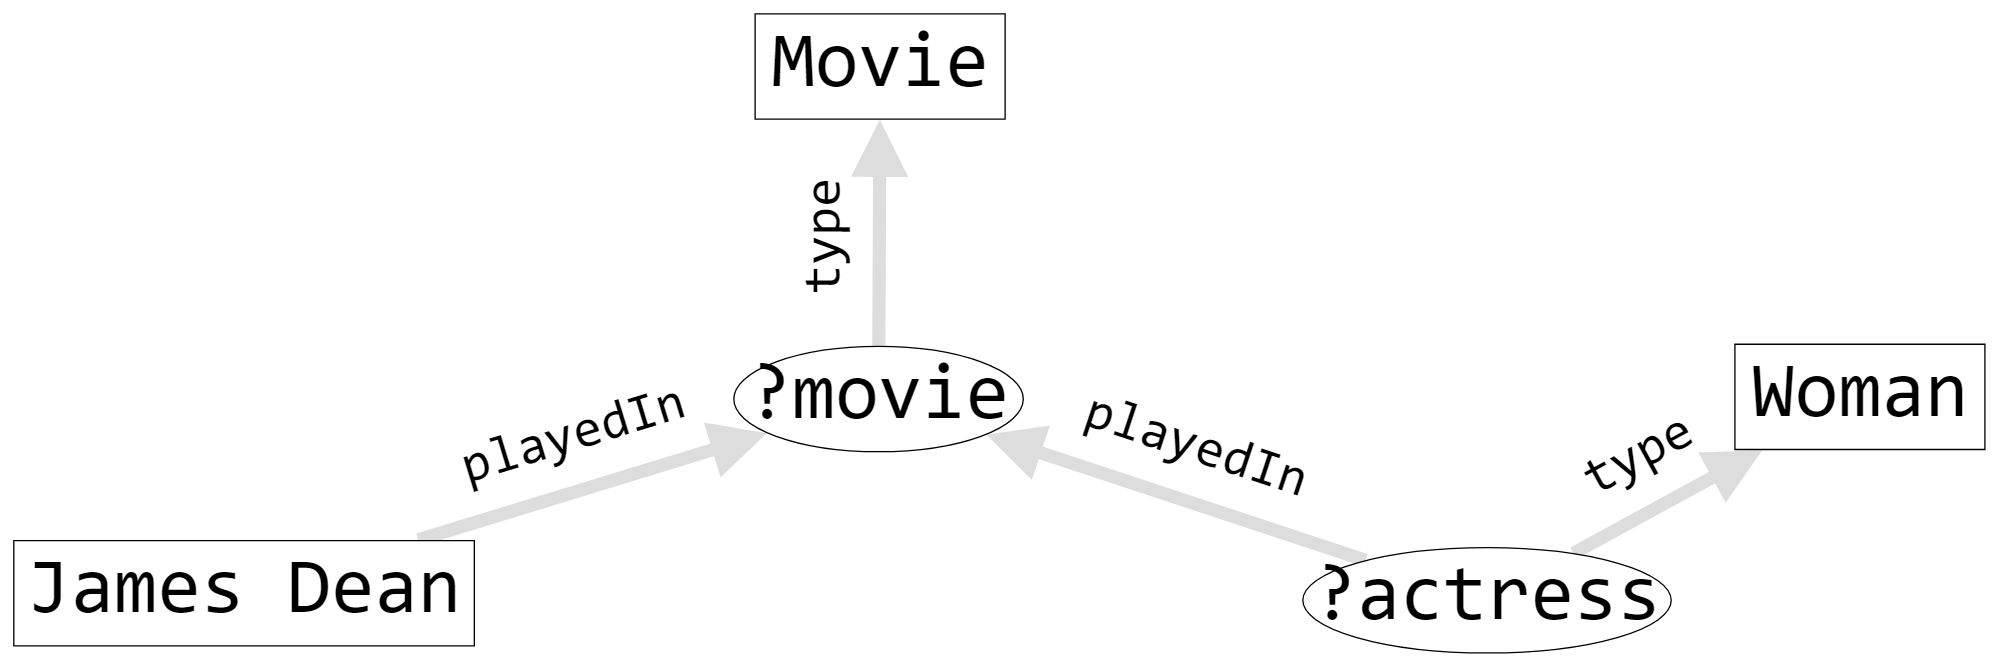 Movie
type
?movie
Woman
playedIn
playedIn
type
James Dean
?actress